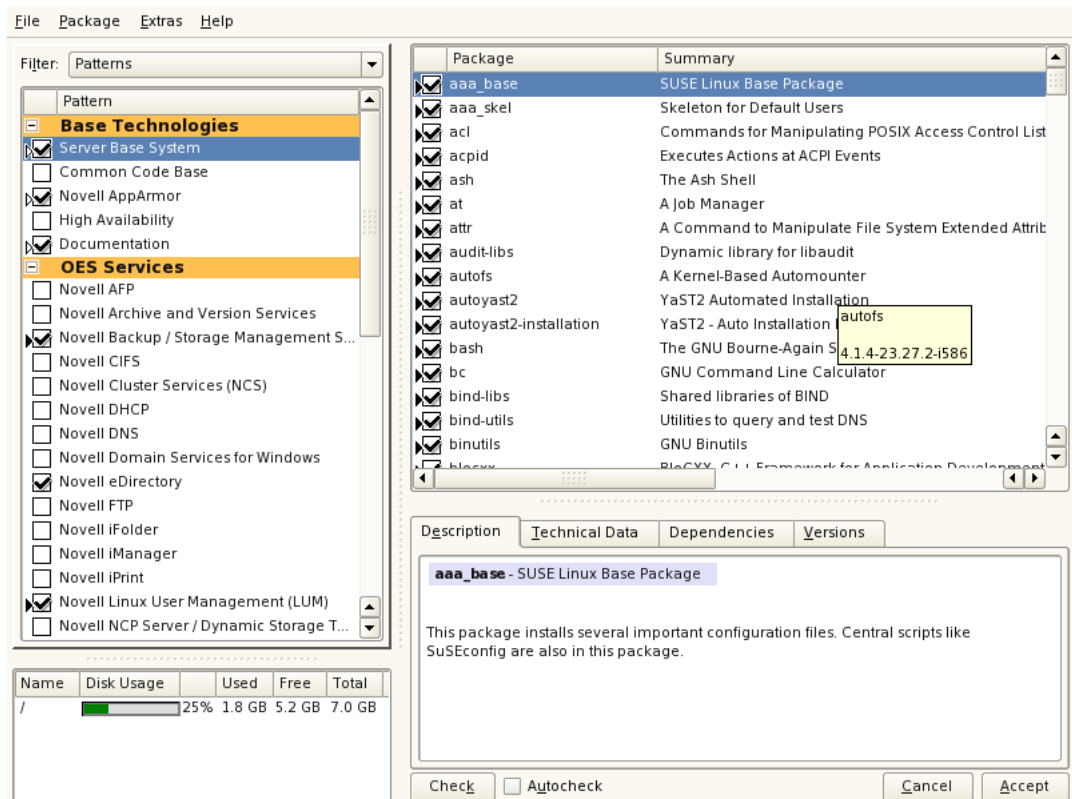 File Package Extras Help
Filter: Patterns
Pattern
Base Technologies
Server Base System
Common Code Base
Novell AppArmor
High Availability
Documentation
OES Services
Novell AFP
Novell Archive and Version Services
Novell Backup / Storage Management S...
Novell CIFS
Novell Cluster Services (NCS)
Novell DHCP
Novell DNS
Novell Domain Services for Windows
Novell eDirectory
Novell FTP
Novell iFolder
Novell iManager
Novell iPrint
Novell Linux User Management (LUM)
Novell NCP Server / Dynamic Storage T...
Name Disk Usage Used Free Total
/ 25% 1.8 GB 5.2 GB 7.0 GB
Package Summary
aaa_base SUSE Linux Base Package
aaa_skel Skeleton for Default Users
acl Commands for Manipulating POSIX Access Control List
acpid Executes Actions at ACPI Events
ash The Ash Shell
at A Job Manager
attr A Command to Manipulate File System Extended Attrib
audit-libs Dynamic library for libaudit
autofs A Kernel-Based Automounter
autoyast2 YaST2 Automated Installation
autoyast2-installation YaST2 - Auto Installation
bash The GNU Bourne-Again S
bc GNU Command Line Calculator
bind-libs Shared libraries of BIND
bind-utils Utilities to query and test DNS
binutils GNU Binutils
blocxx BloCXX, C++ Framework for Application Development
autofs
4.1.4-23.27.2-i586
Description Technical Data Dependencies Versions
aaa_base - SUSE Linux Base Package
This package installs several important configuration files. Central scripts like
SuSEconfig are also in this package.
Check Autocheck Cancel Accept